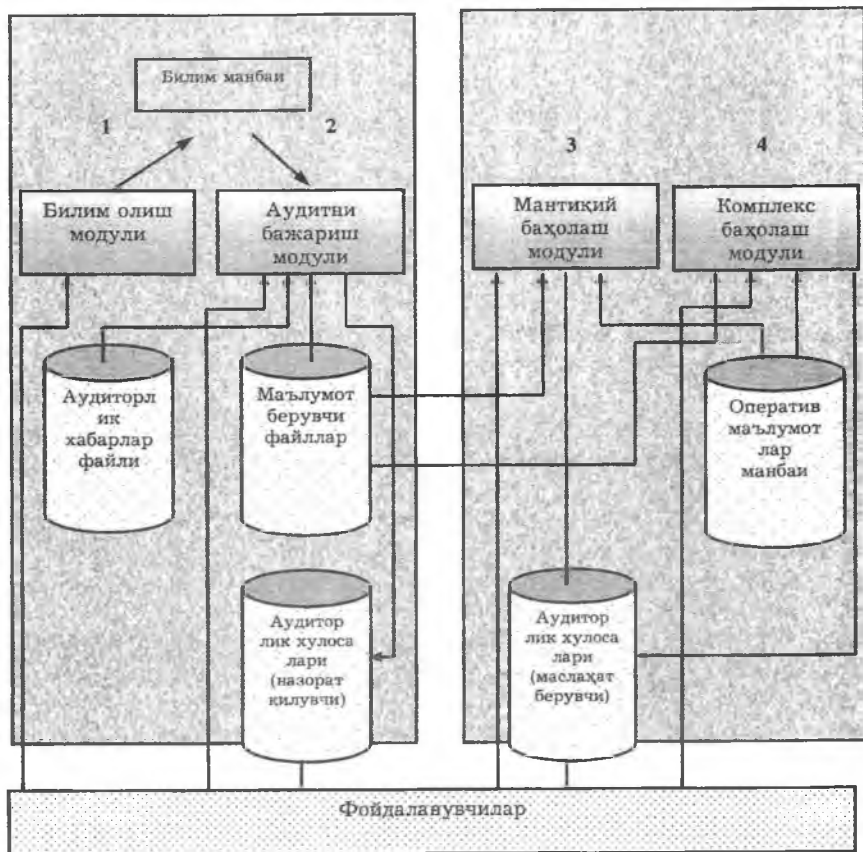 Билим манбаи
1
2
3
4
Билим олиш
модули
Аудитни
бажариш
модули
Мантиқий
баҳолаш
модули
Комплекс
баҳолаш
модули
Аудиторл
ик
хабарлар
файли
Маълумот
берувчи
файллар
Оператив
маълумот
лар
манбаи
Аудитор
лик хулоса
лари
(назорат
қилувчи)
Аудитор
лик хулоса
лари
(маслаҳат
берувчи)
Фойдаланувчилар